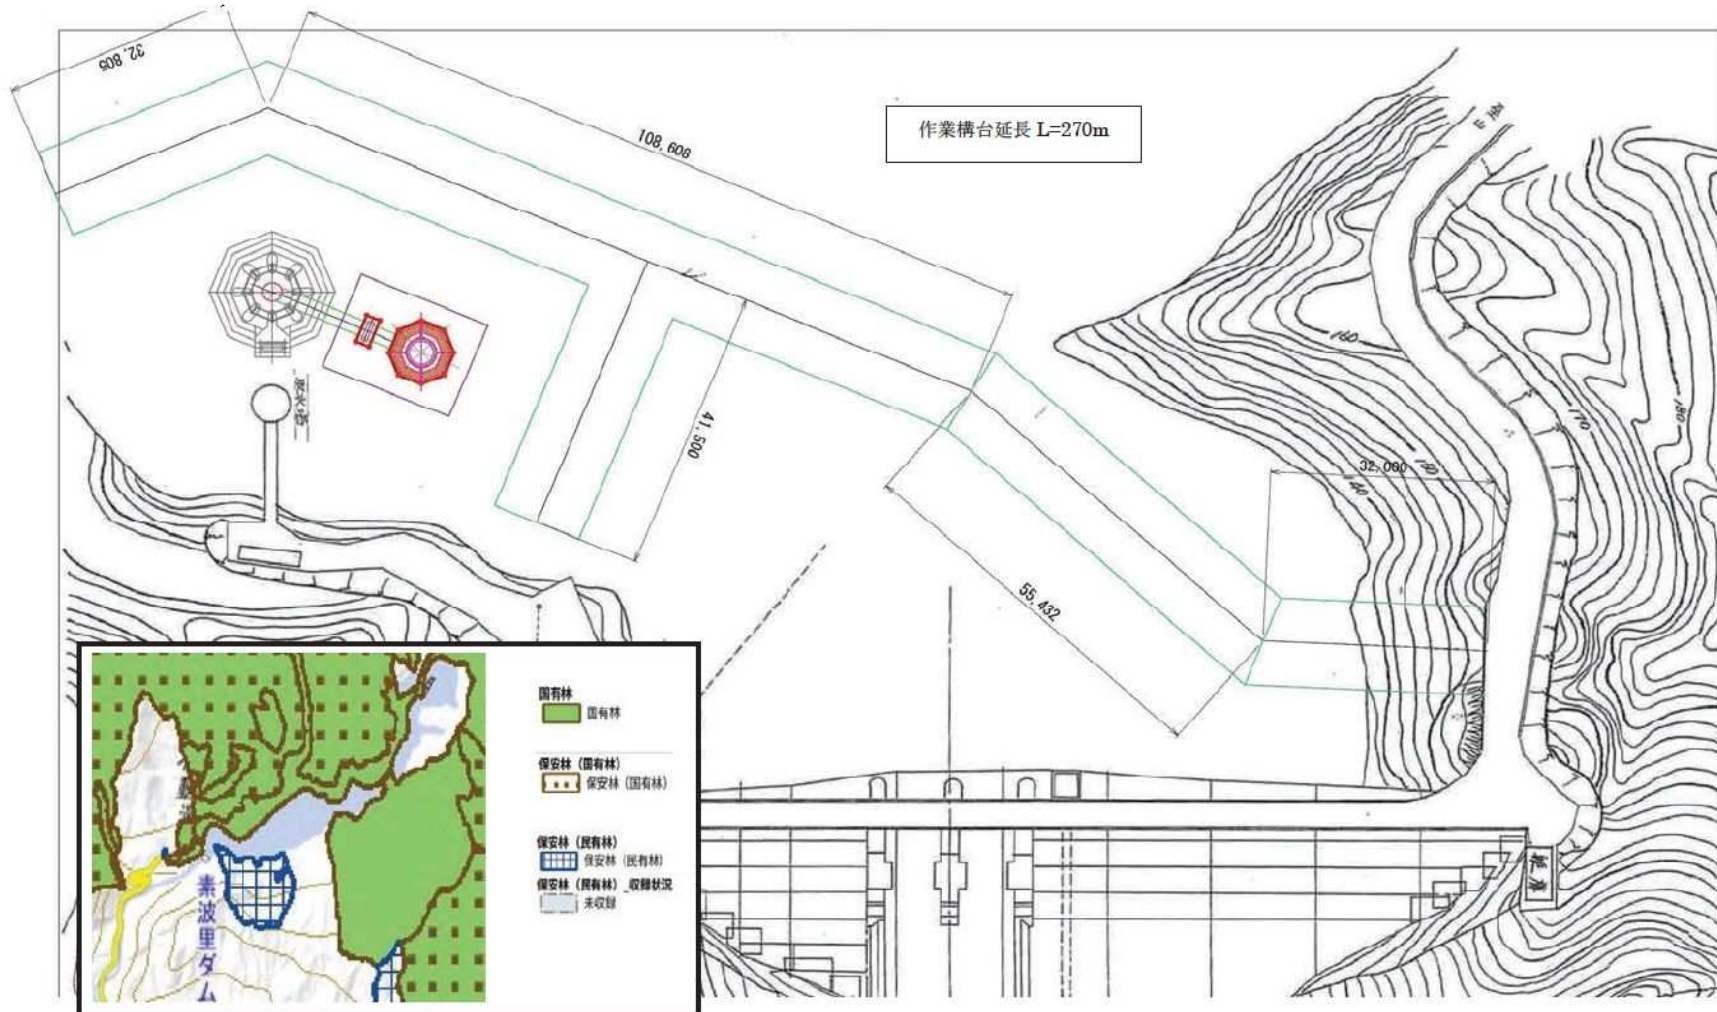 32,805
108,608
作業構台延長 L=270m
160
170
180
取水塔
41,500
32,000
150
140
55,432
国有林
国有林
保安林（国有林）
保安林（国有林）
保安林（民有林）
保安林（民有林）
保安林（民有林）_収録状況
未収録
素波里ダム